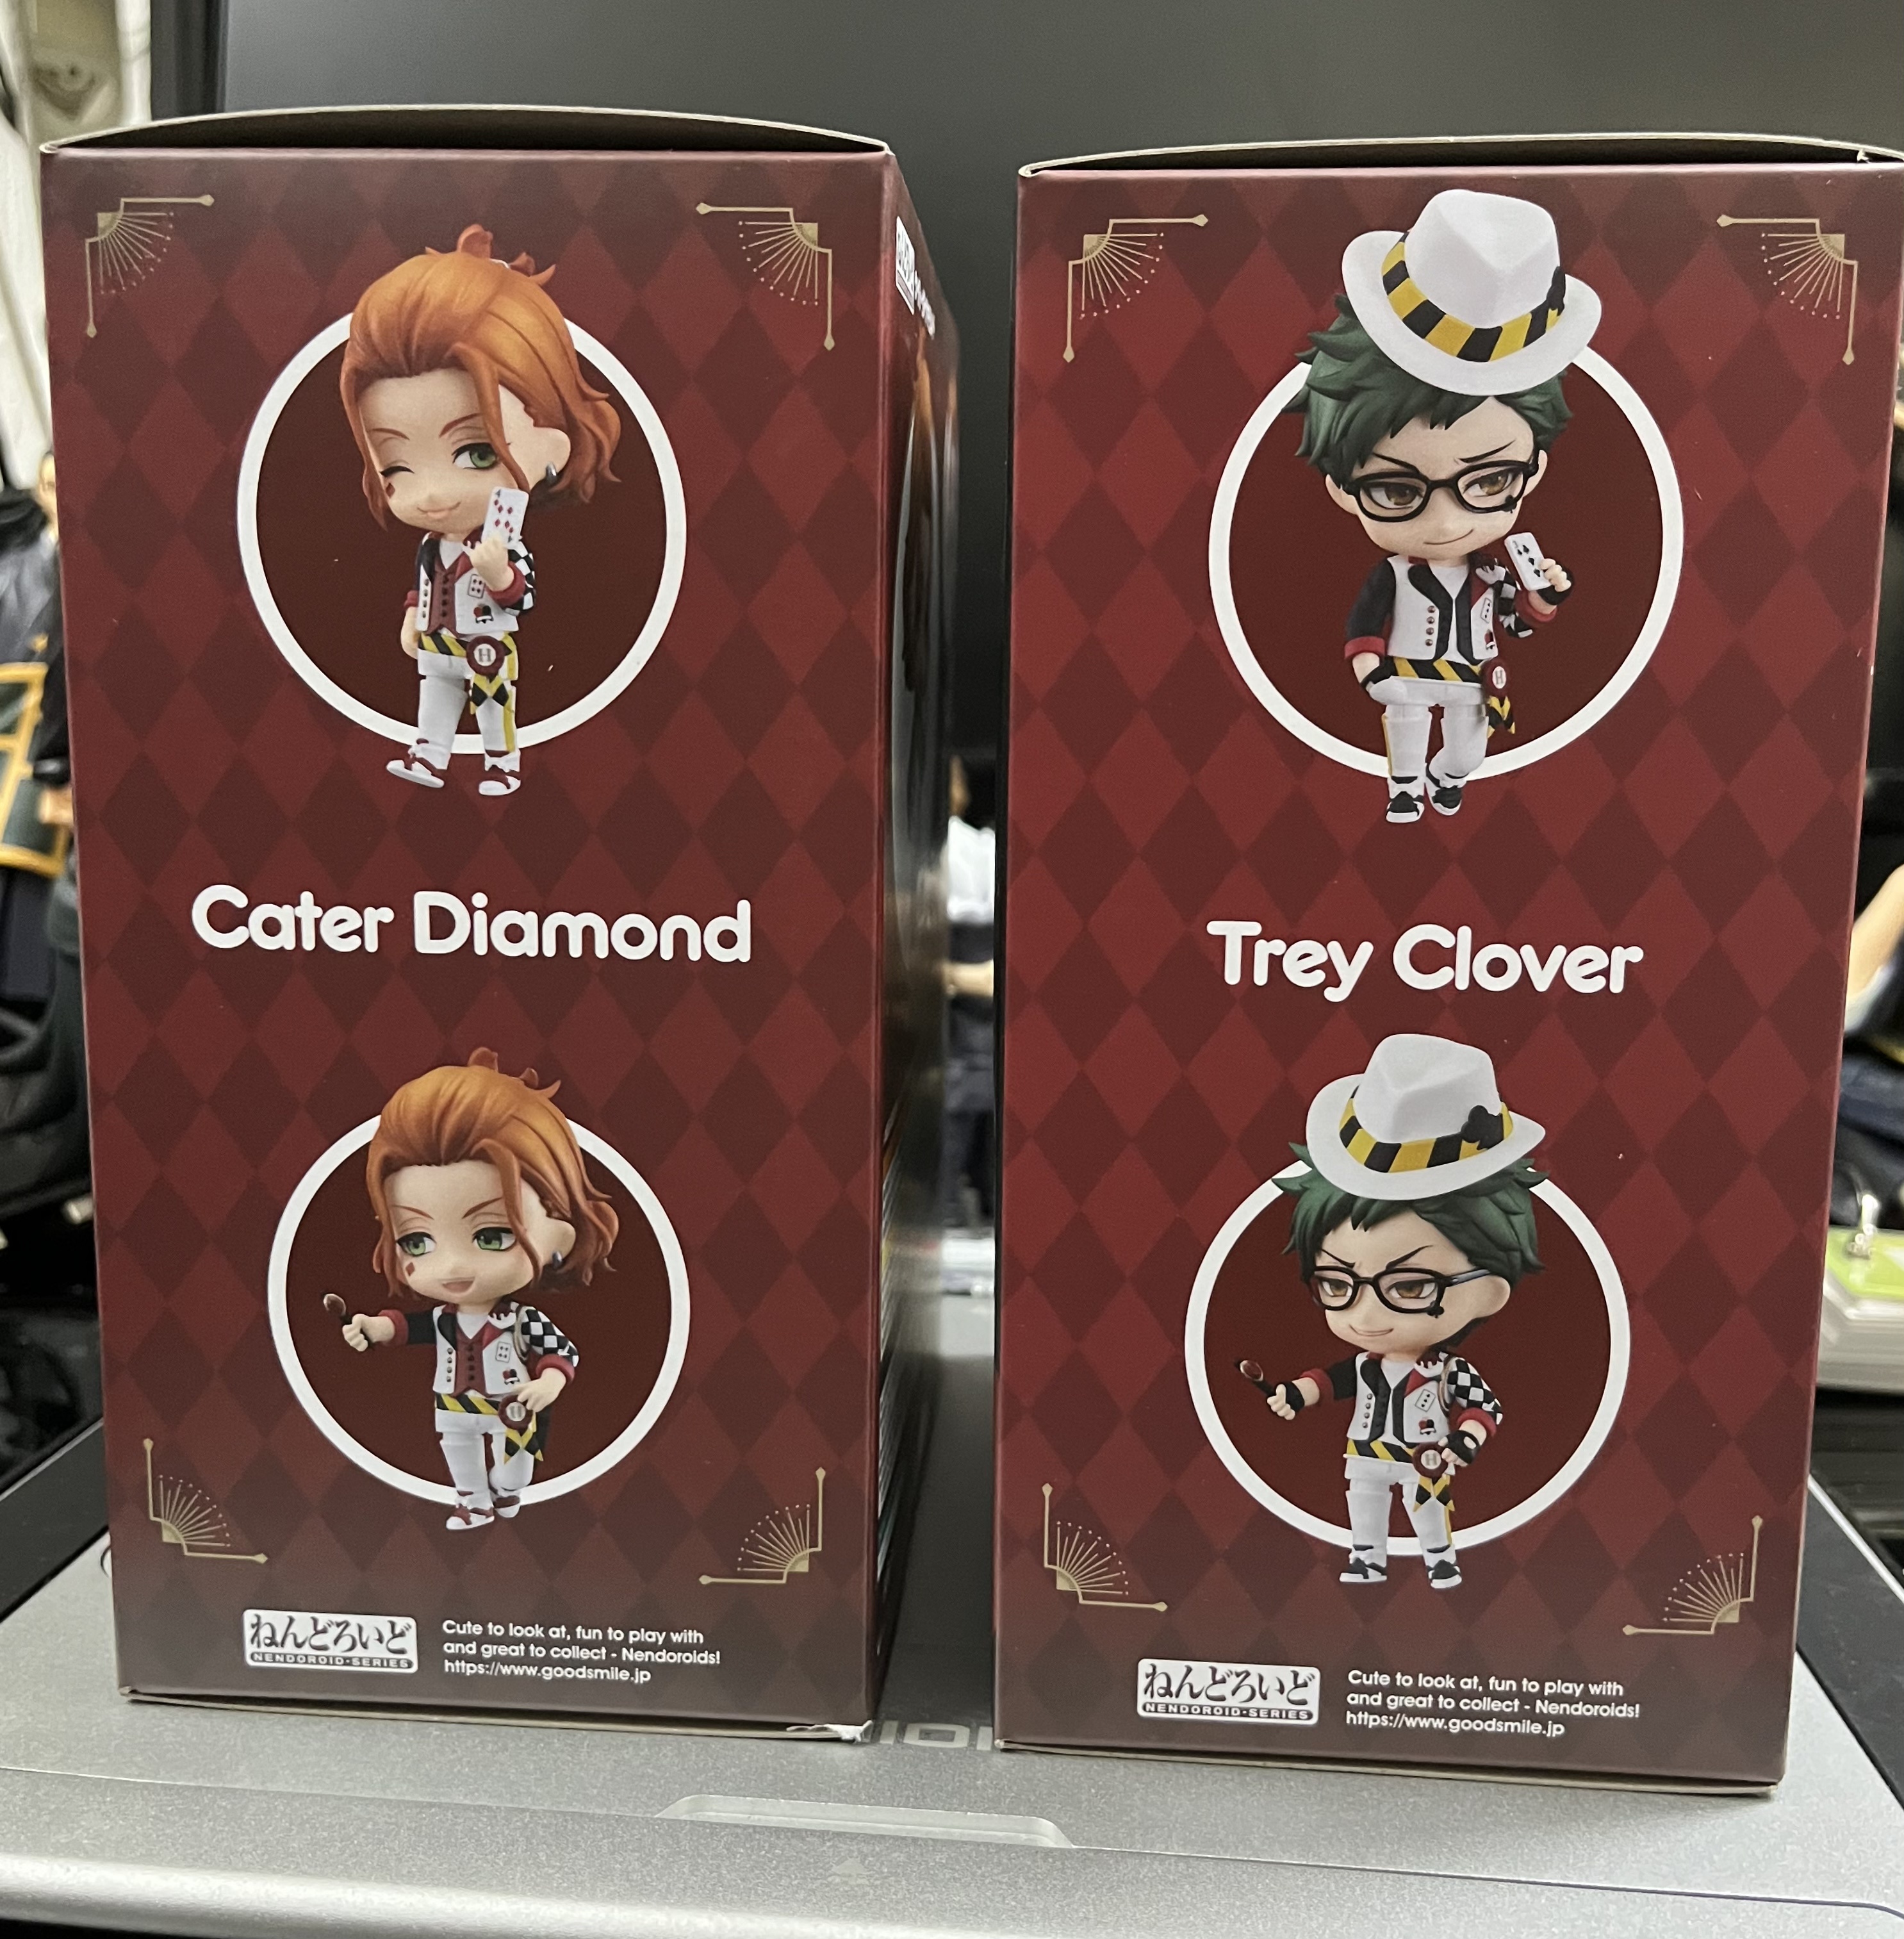 Cater Diamond
ねんどろいど
NENDOROID·SERIES
Cute to look at, fun to play with
and great to collect - Nendoroids!
https://www.goodsmile.jp
Trey Clover
ねんどろいど
NENDOROID·SERIES
Cute to look at, fun to play with
and great to collect - Nendoroids!
https://www.goodsmile.jp